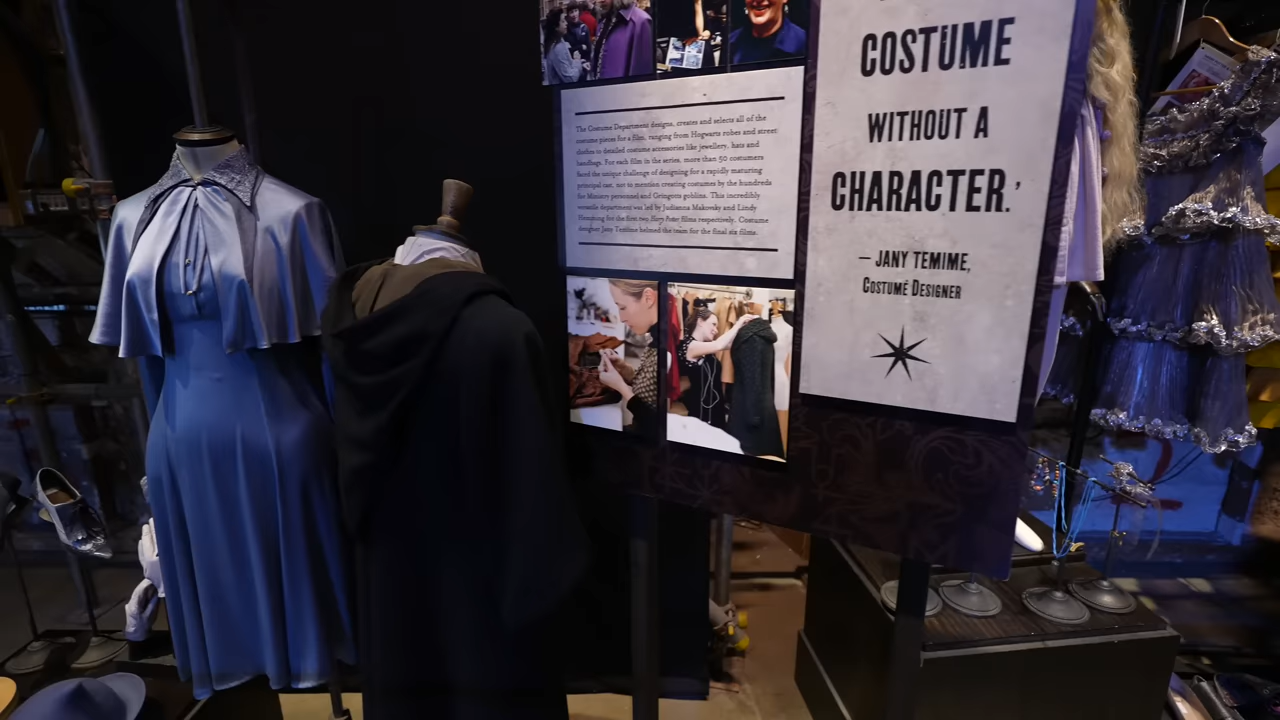 The Costume Department designs, creates and selects all of the
costume pieces for a film, ranging from Hogwarts robes and street
clothes to detailed costume accessories like jewellery, hats and
handbags. For each film in the series, more than 50 costumers
faced the unique challenge of designing for a rapidly maturing
principal cast, not to mention creating costumes by the hundreds
for Ministry personnel and Gringotts goblins. This incredibly
versatile department was led by Judianna Makovsky and Lindy
Hemming for the first two Harry Potter films respectively. Costume
designer Jany Temime helmed the team for the final six films.
COSTUME
WITHOUT A
CHARACTER.’
– JANY TEMIME,
COSTUME DESIGNER